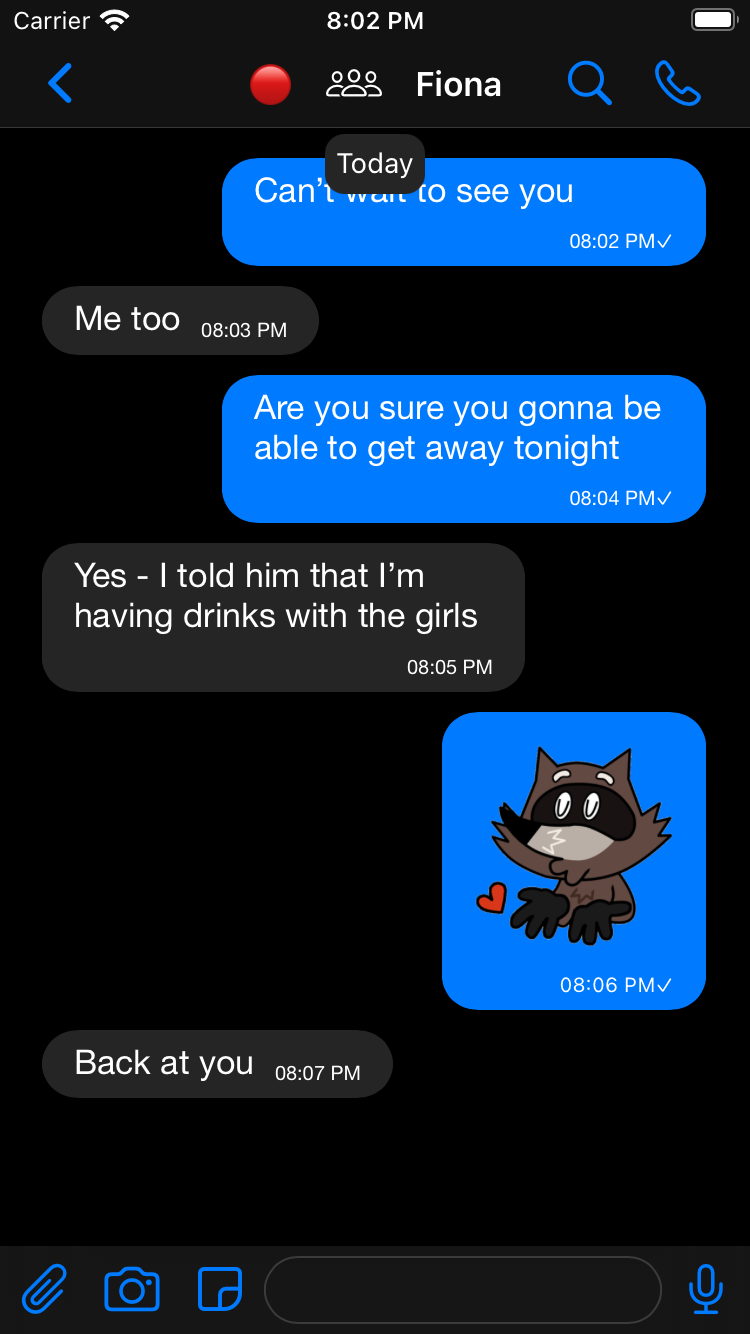 Carrier 8:02 PM
Fiona
Today
Can’t wait to see you
08:02 PM✓
Me too 08:03 PM
Are you sure you gonna be
able to get away tonight
08:04 PM✓
Yes - I told him that I’m
having drinks with the girls
08:05 PM
08:06 PM✓
Back at you 08:07 PM